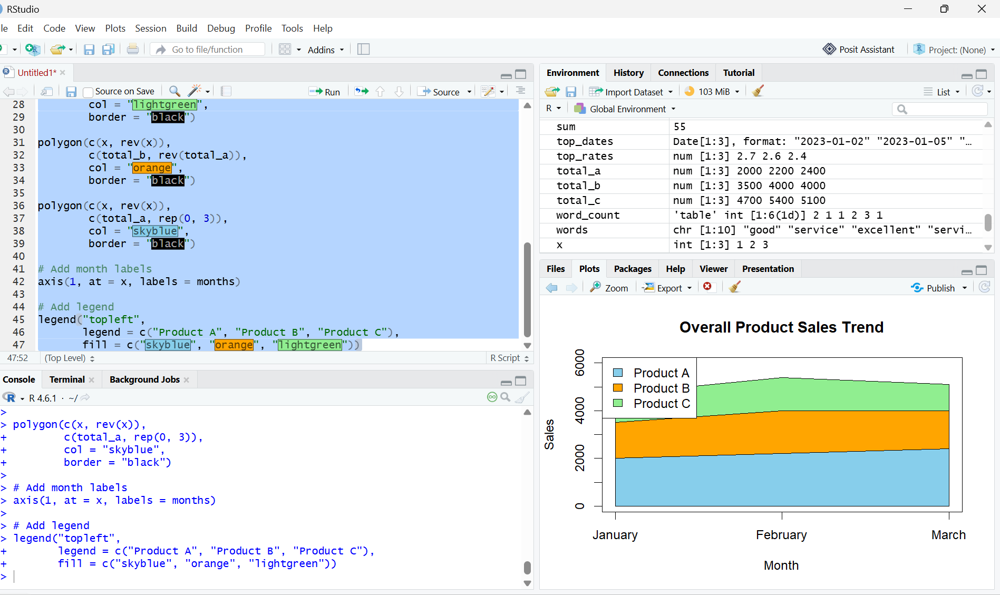 RStudio
le Edit Code View Plots Session Build Debug Profile Tools Help
Go to file/function Addins Posit Assistant Project: (None)
Untitled1*
Source on Save Run Source
28 col = "lightgreen",
29 border = "black")
30
31 polygon(c(x, rev(x)),
32 c(total_b, rev(total_a)),
33 col = "orange",
34 border = "black")
35
36 polygon(c(x, rev(x)),
37 c(total_a, rep(0, 3)),
38 col = "skyblue",
39 border = "black")
40
41 # Add month labels
42 axis(1, at = x, labels = months)
43
44 # Add legend
45 legend("topleft",
46 legend = c("Product A", "Product B", "Product C"),
47 fill = c("skyblue", "orange", "lightgreen"))
47:52 (Top Level) R Script
Console Terminal Background Jobs
R 4.6.1 · ~/
>
> polygon(c(x, rev(x)),
+ c(total_a, rep(0, 3)),
+ col = "skyblue",
+ border = "black")
>
> # Add month labels
> axis(1, at = x, labels = months)
>
> # Add legend
> legend("topleft",
+ legend = c("Product A", "Product B", "Product C"),
+ fill = c("skyblue", "orange", "lightgreen"))
>
Environment History Connections Tutorial
Import Dataset 103 MiB List
R Global Environment
sum 55
top_dates Date[1:3], format: "2023-01-02" "2023-01-05" "…
top_rates num [1:3] 2.7 2.6 2.4
total_a num [1:3] 2000 2200 2400
total_b num [1:3] 3500 4000 4000
total_c num [1:3] 4700 5400 5100
word_count 'table' int [1:6(1d)] 2 1 1 2 3 1
words chr [1:10] "good" "service" "excellent" "servi…
x int [1:3] 1 2 3
Files Plots Packages Help Viewer Presentation
Zoom Export Publish
Overall Product Sales Trend
Product A
Product B
Product C
Sales
6000
4000
2000
0
January February March
Month